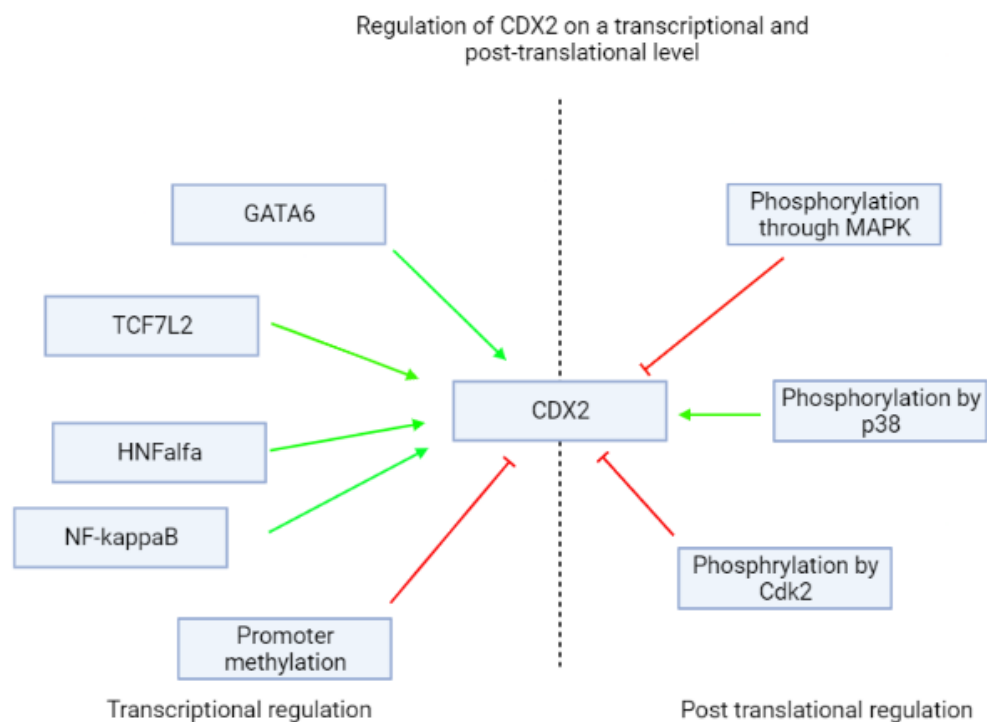 Regulation of CDX2 on a transcriptional and
post-translational level
GATA6
Phosphorylation
through MAPK
TCF7L2
CDX2
Phosphorylation by
p38
HNFalfa
NF-kappaB
Phosphrylation by
Cdk2
Promoter
methylation
Transcriptional regulation
Post translational regulation